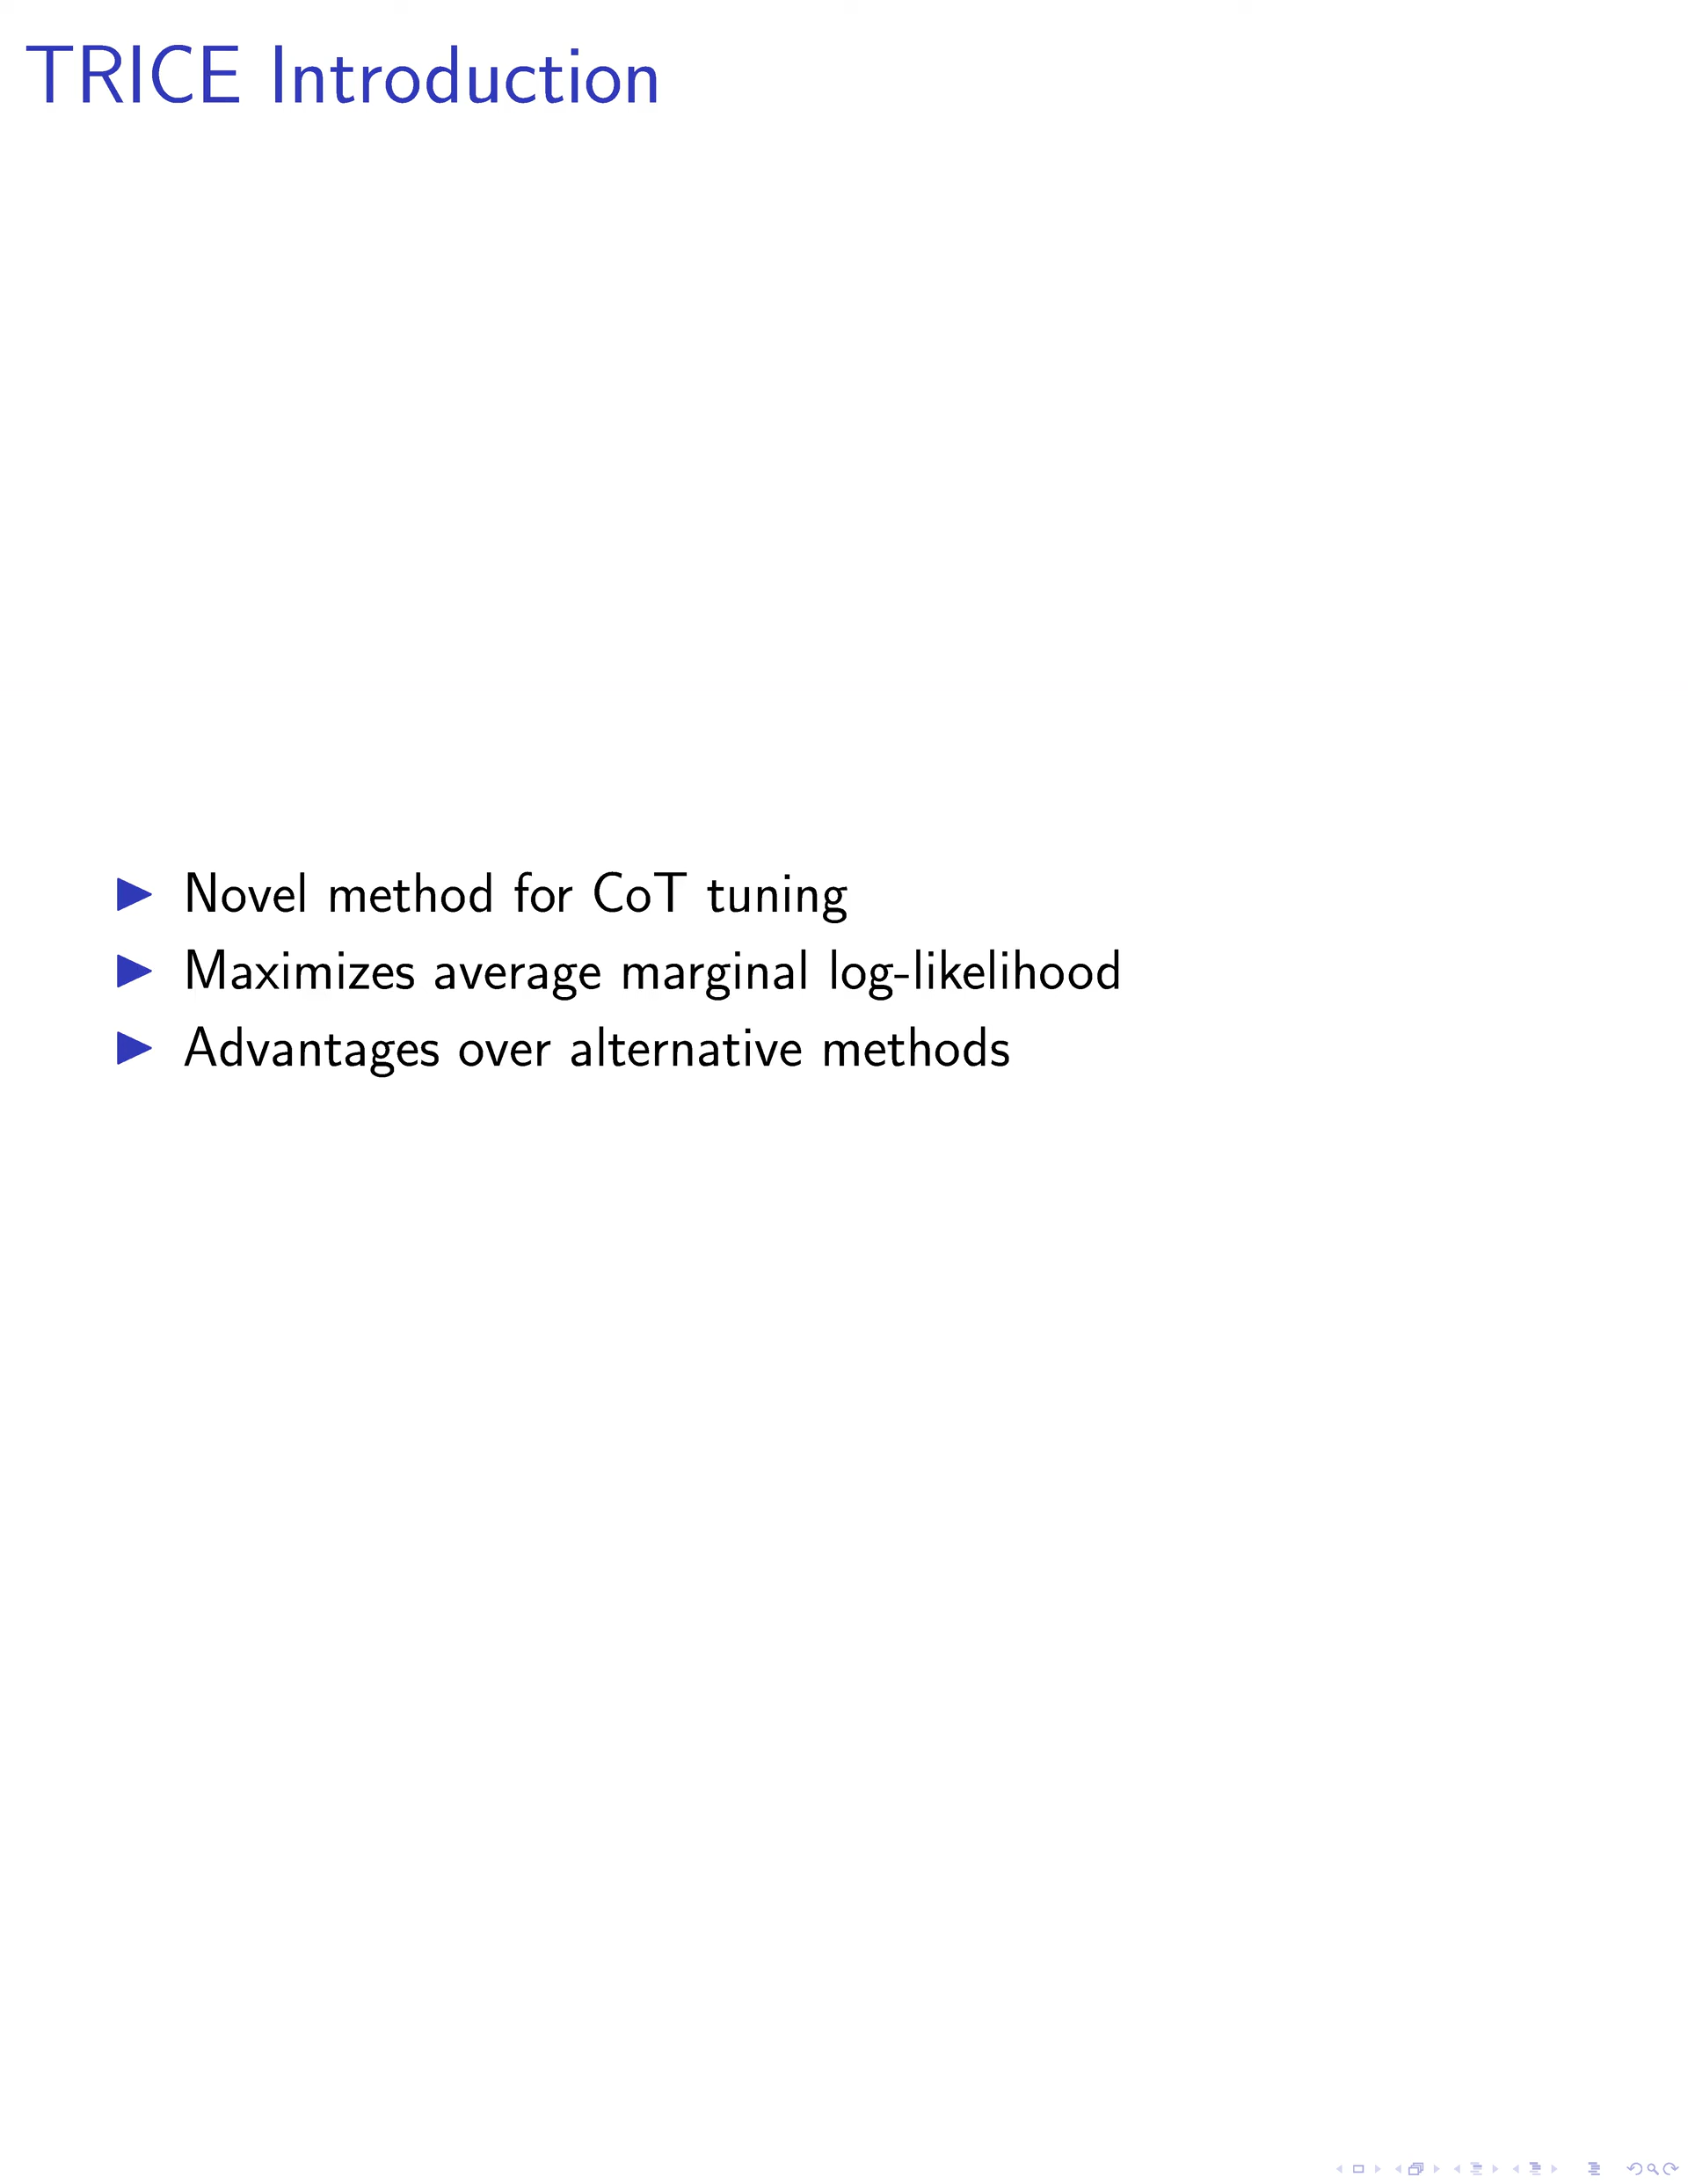 TRICE Introduction
Novel method for CoT tuning
Maximizes average marginal log-likelihood
Advantages over alternative methods